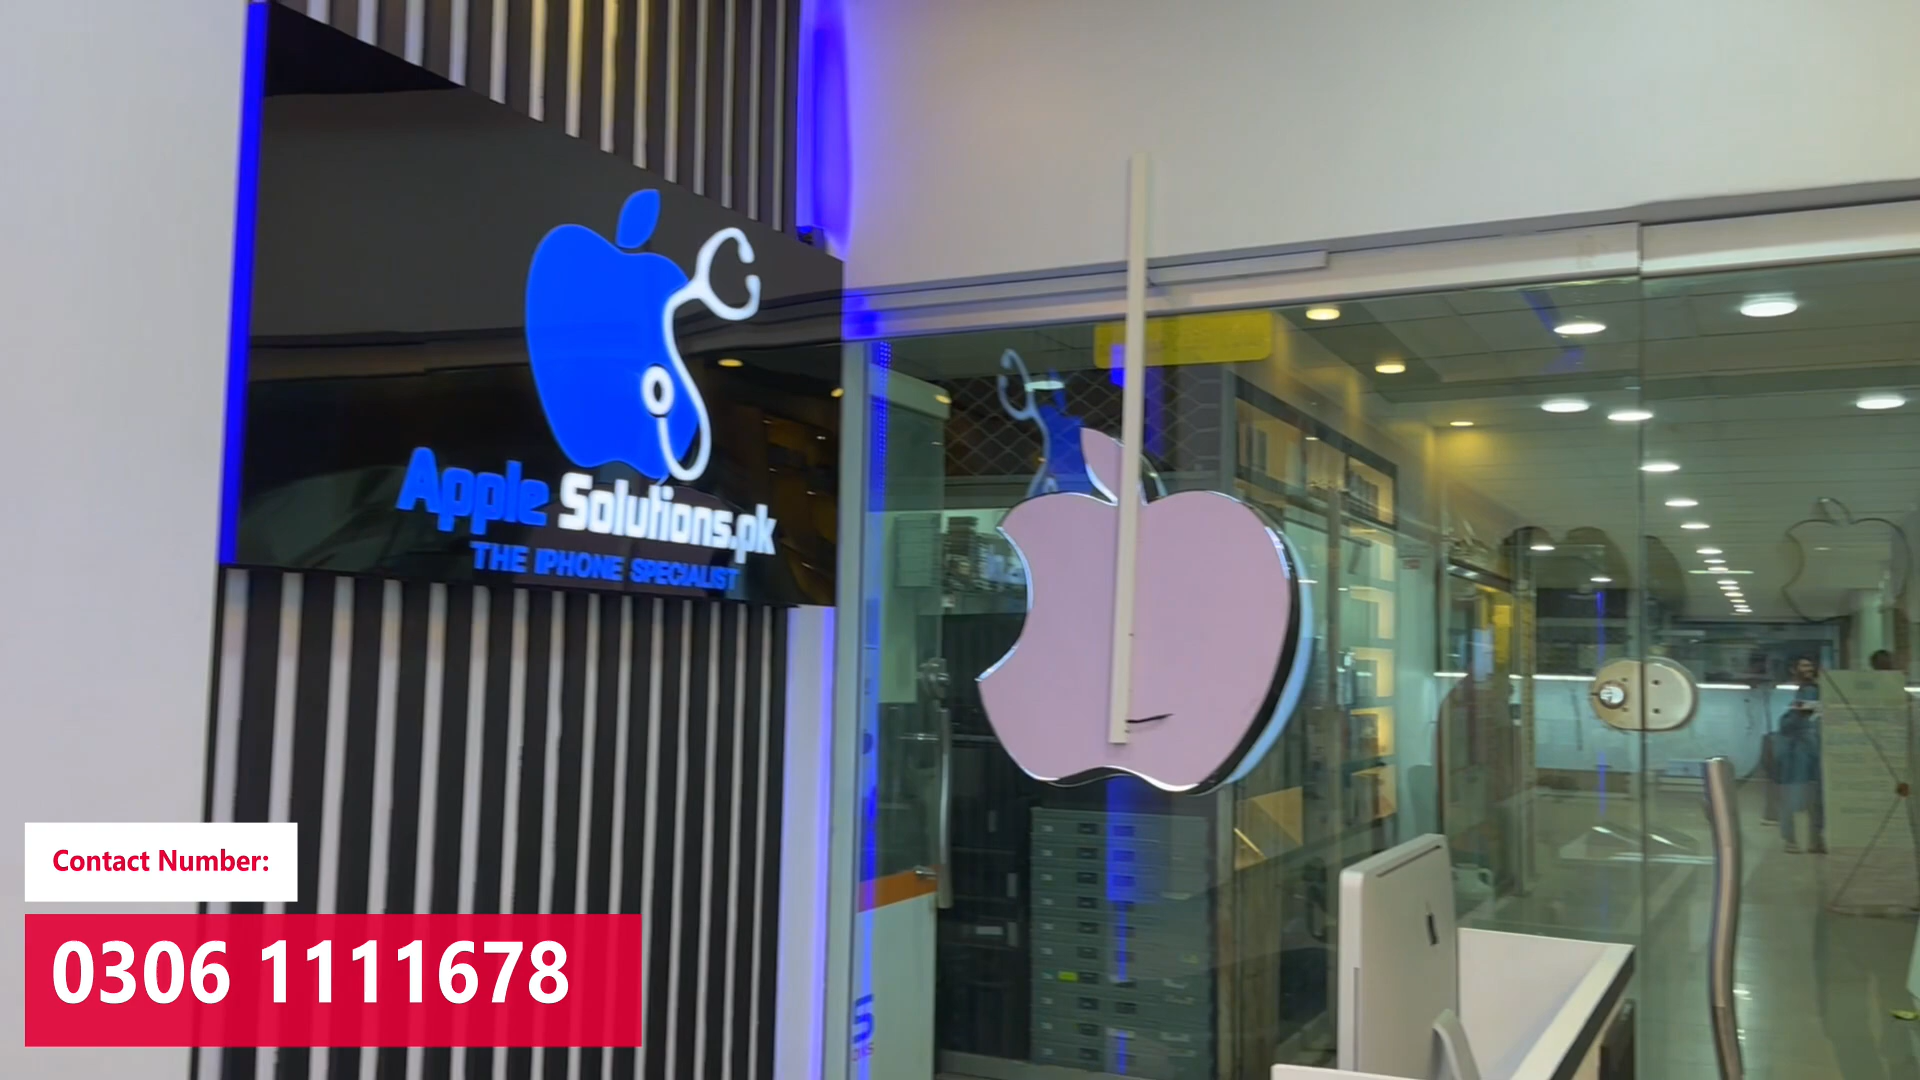 Apple Solutions.pk
THE IPHONE SPECIALIST
Contact Number:
0306 1111678